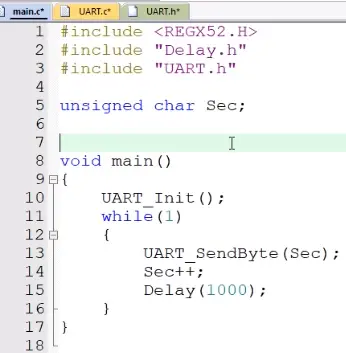 main.c* UART.c* UART.h*
1 #include <REGX52.H>
2 #include "Delay.h"
3 #include "UART.h"
4
5 unsigned char Sec;
6
7
8 void main()
9 {
10 UART_Init();
11 while(1)
12 {
13 UART_SendByte(Sec);
14 Sec++;
15 Delay(1000);
16 }
17 }
18